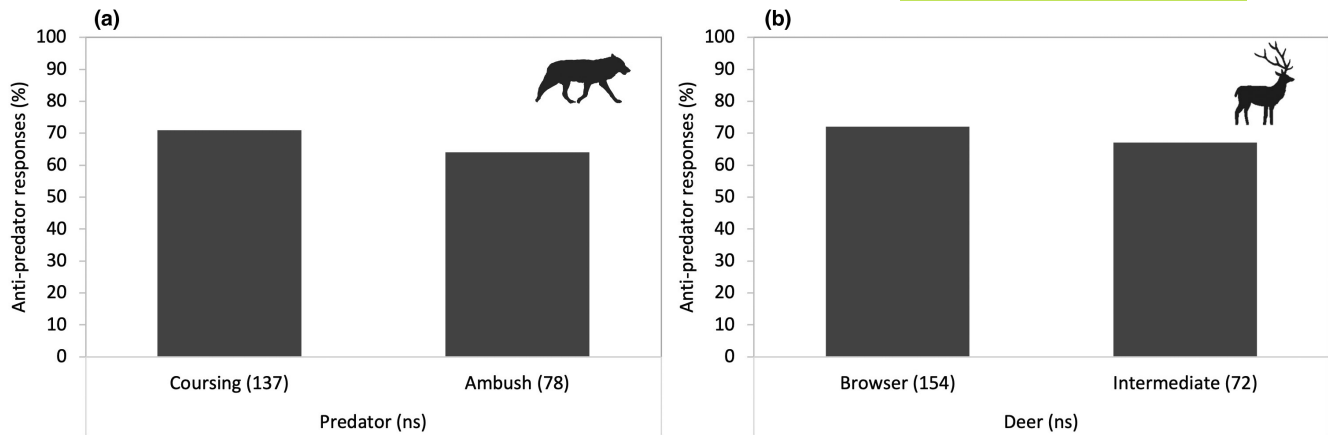 (a)
Anti-predator responses (%)
100
90
80
70
60
50
40
30
20
10
0
Coursing (137)
Ambush (78)
Predator (ns)
(b)
Anti-predator responses (%)
100
90
80
70
60
50
40
30
20
10
0
Browser (154)
Intermediate (72)
Deer (ns)